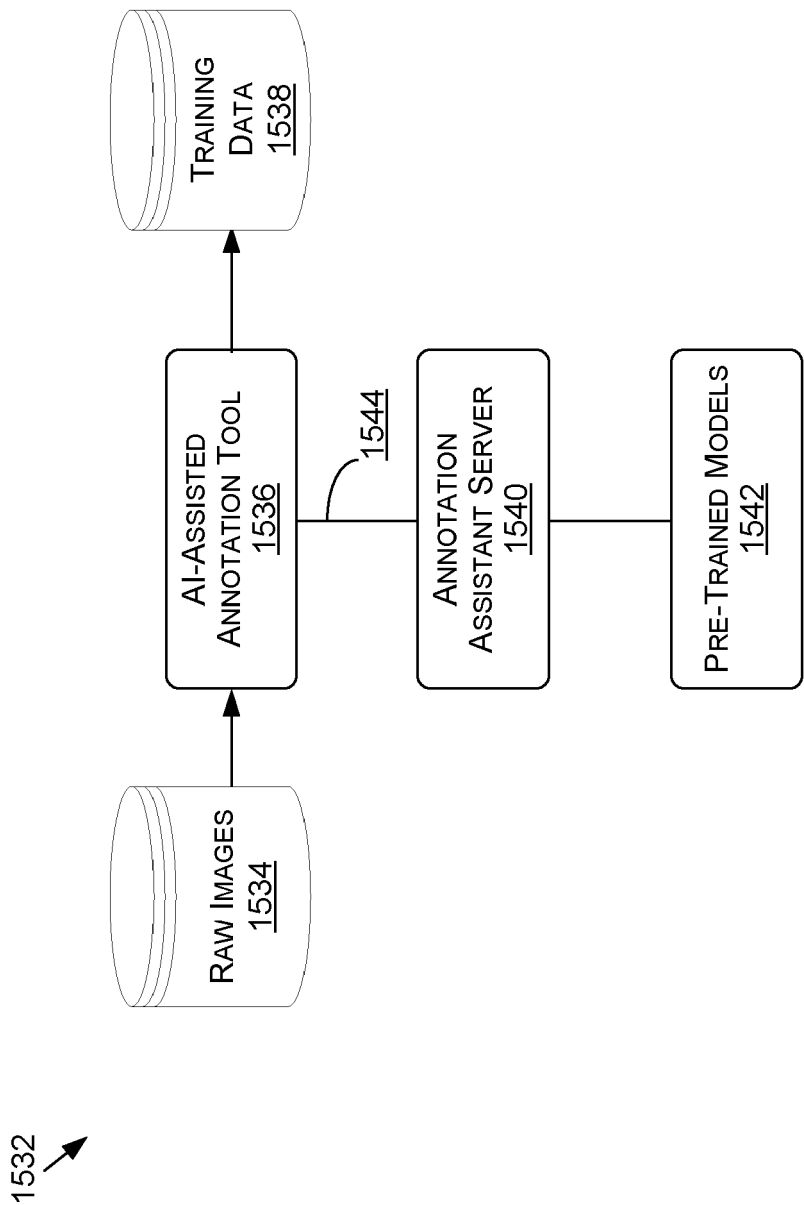 1532
RAW IMAGES
1534
AI-ASSISTED
ANNOTATION TOOL
1536
TRAINING
DATA
1538
1544
ANNOTATION
ASSISTANT SERVER
1540
PRE-TRAINED MODELS
1542